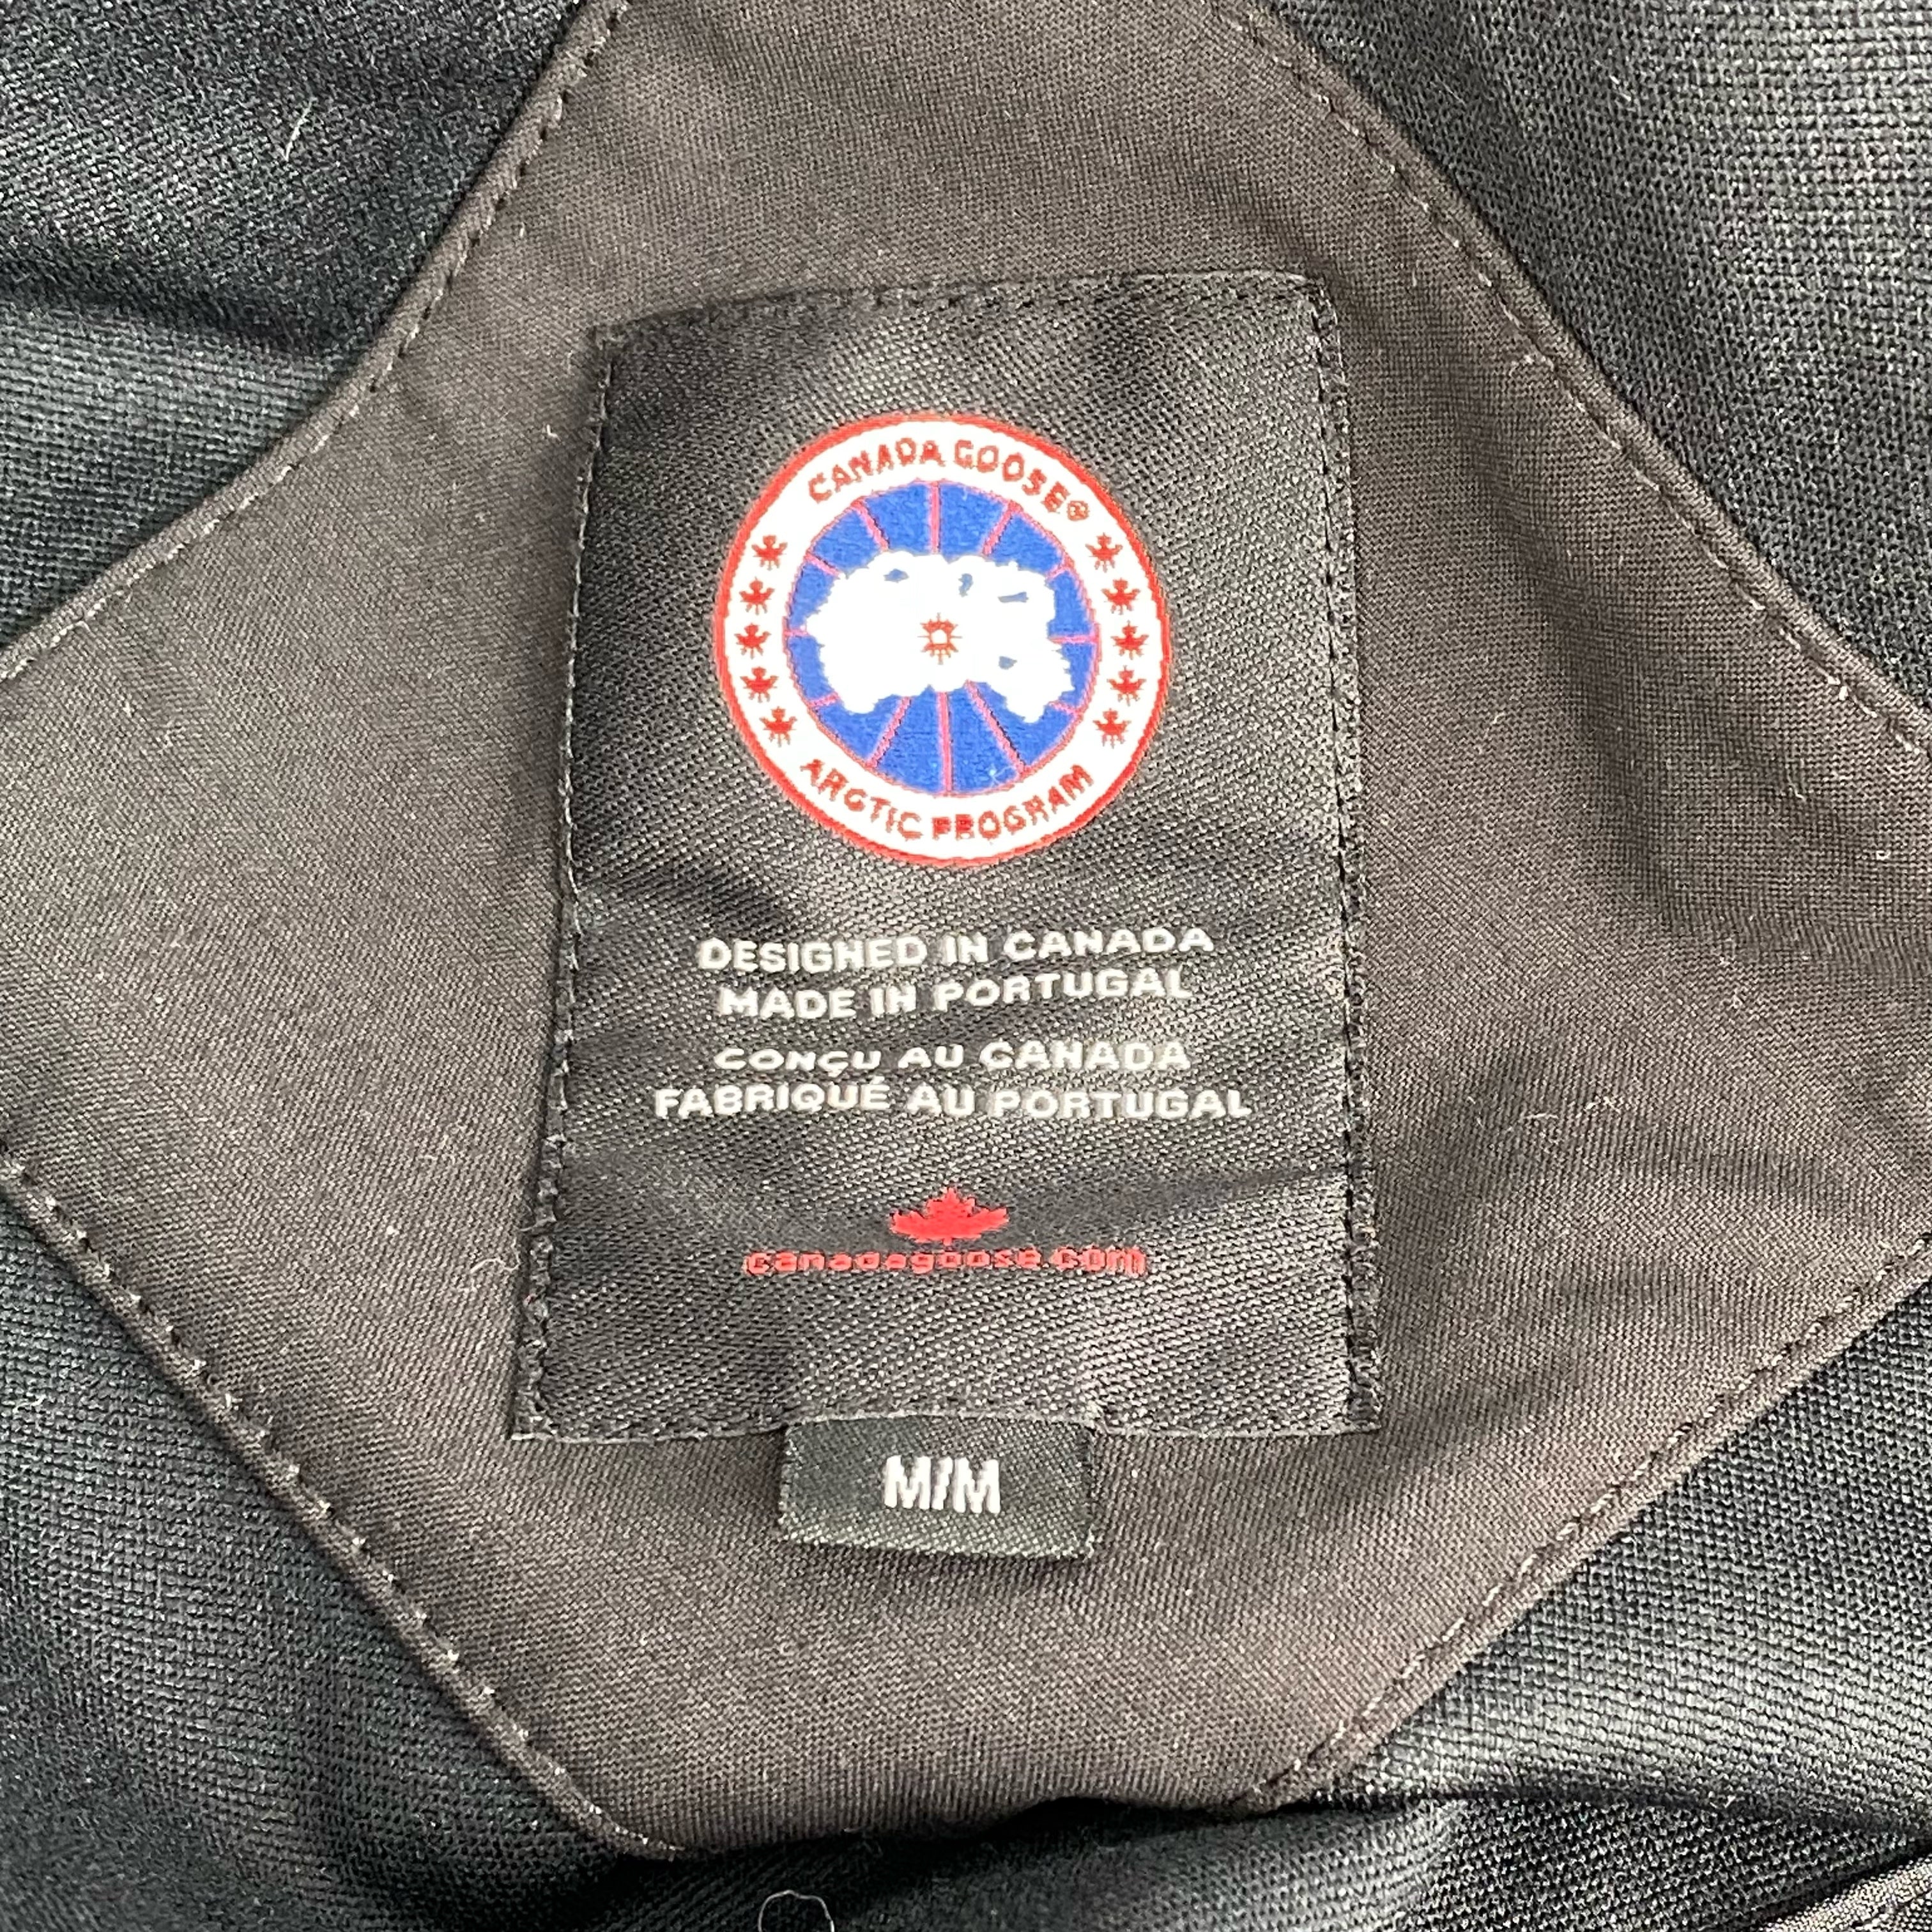 CANADA GOOSE®
ARCTIC PROGRAM
DESIGNED IN CANADA
MADE IN PORTUGAL
CONÇU AU CANADA
FABRIQUÉ AU PORTUGAL
canadagoose.com
M/M